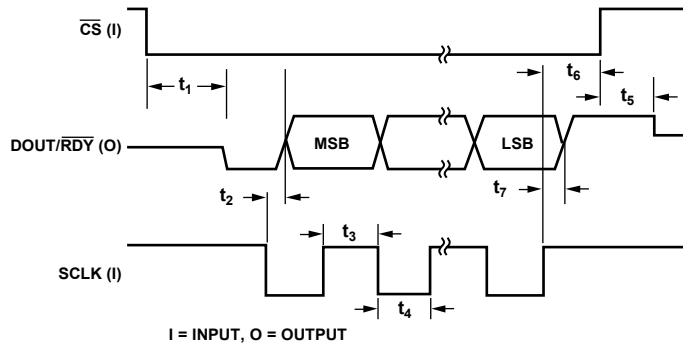 CS (I)
t6
t1
t5
DOUT/RDY (O)
MSB
LSB
t2
t7
t3
SCLK (I)
t4
I = INPUT, O = OUTPUT